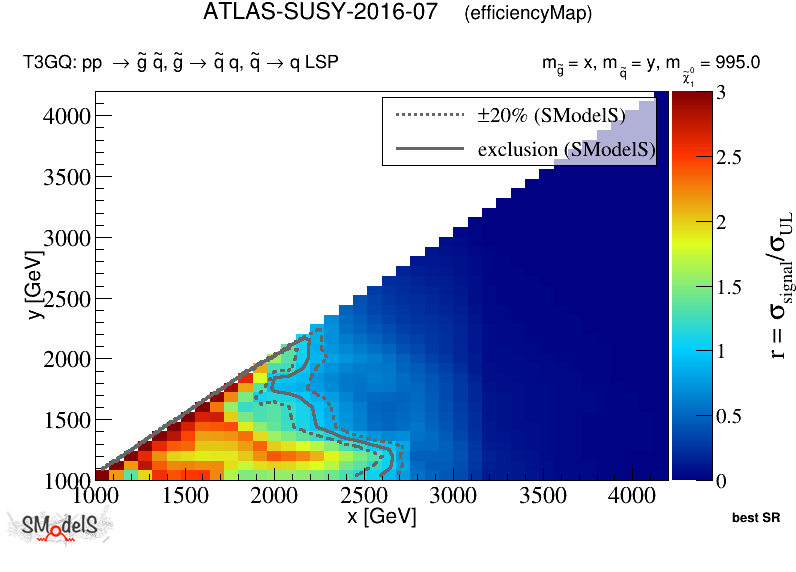 ATLAS-SUSY-2016-07 (efficiencyMap)
T3GQ: pp → g̃ q̃, g̃ → q̃ q, q̃ → q LSP m_g̃ = x, m_q̃ = y, m_χ̃₁⁰ = 995.0
±20% (SModelS)
exclusion (SModelS)
4000
3500
3000
2500
2000
1500
1000
y [GeV]
1000 1500 2000 2500 3000 3500 4000
x [GeV]
3
2.5
2
1.5
1
0.5
0
r = σ_signal/σ_UL
SModelS
best SR